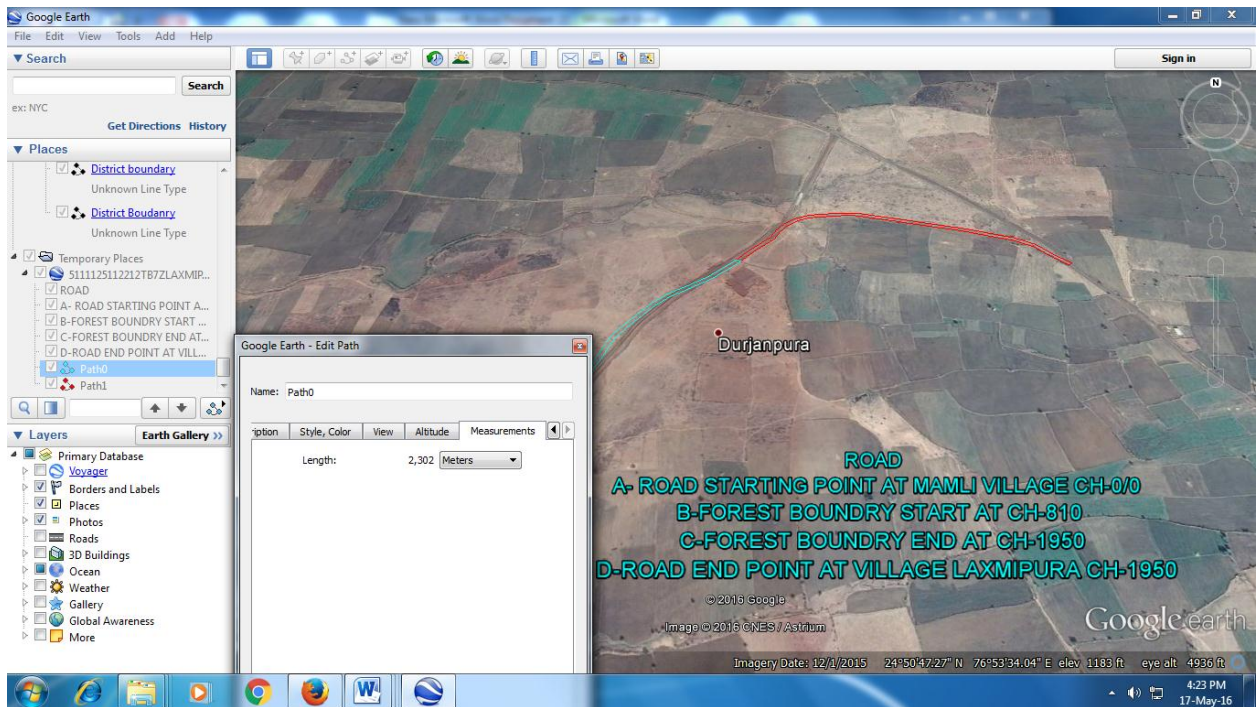 Google Earth
File Edit View Tools Add Help
▼ Search
Search
ex: NYC
Get Directions History
▼ Places
District boundary
Unknown Line Type
District Boudanry
Unknown Line Type
Temporary Places
5111125112212TB7ZLAXMIP...
ROAD
A- ROAD STARTING POINT A...
B-FOREST BOUNDRY START ...
C-FOREST BOUNDRY END AT...
D-ROAD END POINT AT VILL...
Path0
Path1
▼ Layers
Earth Gallery >>
Primary Database
Voyager
Borders and Labels
Places
Photos
Roads
3D Buildings
Ocean
Weather
Gallery
Global Awareness
More
Sign in
N
Durjanpura
Google Earth - Edit Path
Name: Path0
iption Style, Color View Altitude Measurements
Length: 2,302 Meters
ROAD
A- ROAD STARTING POINT AT MAMLI VILLAGE CH-0/0
B-FOREST BOUNDRY START AT CH-810
C-FOREST BOUNDRY END AT CH-1950
D-ROAD END POINT AT VILLAGE LAXMIPURA CH-1950
© 2016 Google
Image © 2016 CNES / Astrium
Google earth
Imagery Date: 12/1/2015 24°50'47.27" N 76°53'34.04" E elev 1183 ft eye alt 4936 ft
4:23 PM
17-May-16